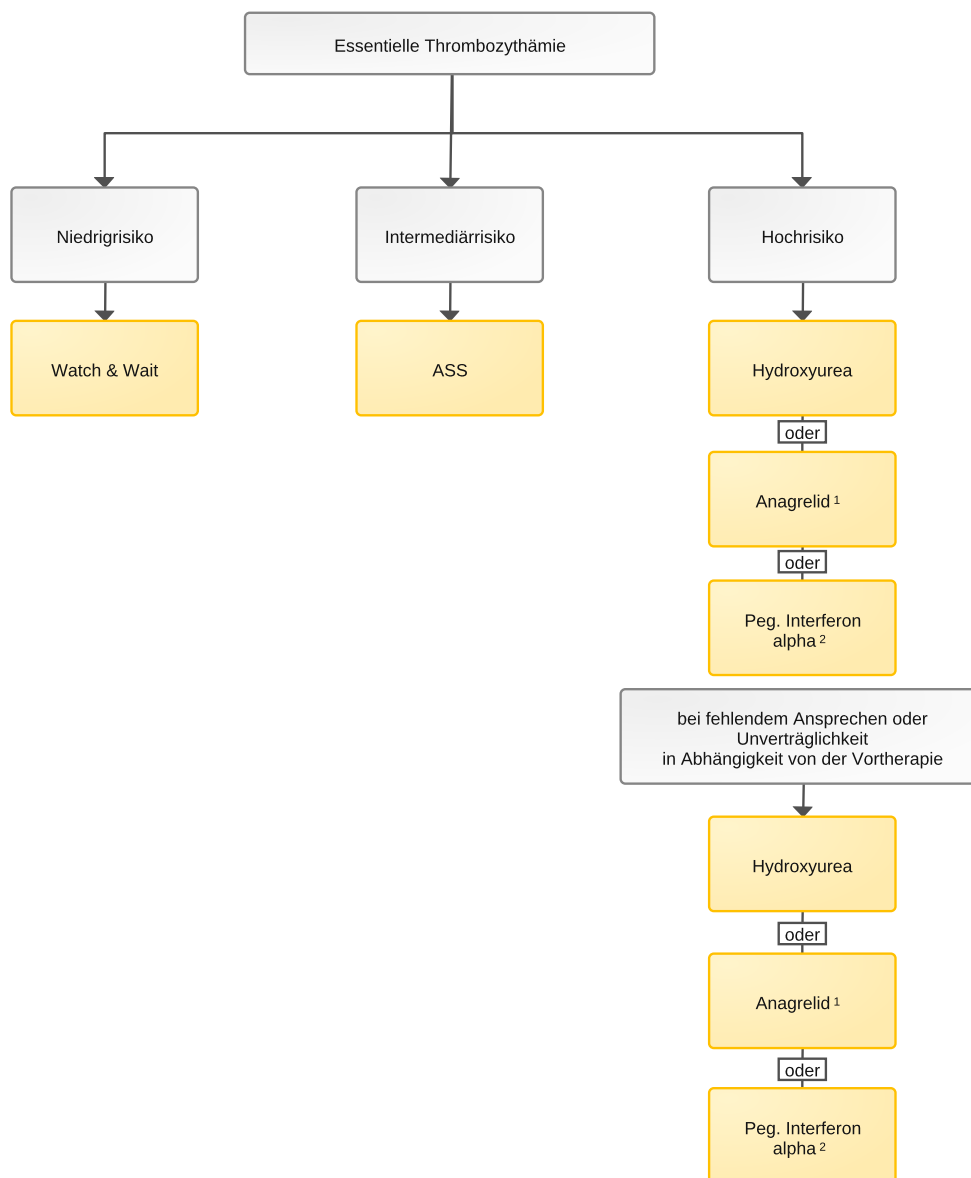 Essentielle Thrombozythämie
Niedrigrisiko
Intermediärrisiko
Hochrisiko
Watch & Wait
ASS
Hydroxyurea
oder
Anagrelid 1
oder
Peg. Interferon
alpha 2
bei fehlendem Ansprechen oder
Unverträglichkeit
in Abhängigkeit von der Vortherapie
Hydroxyurea
oder
Anagrelid 1
oder
Peg. Interferon
alpha 2